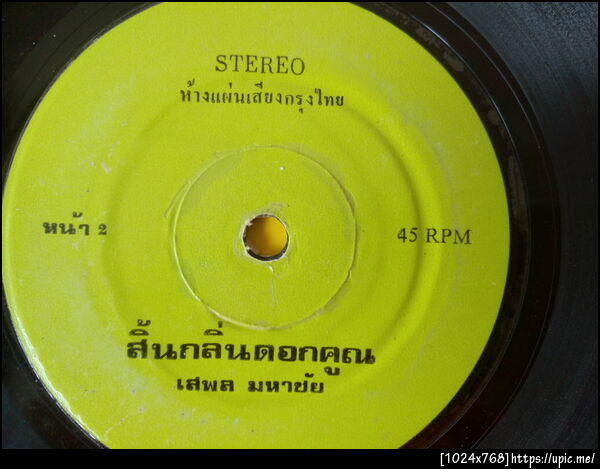 STEREO
ห้างแผ่นเสียงกรุงไทย
หน้า 2
45 RPM
สิ้นกลิ่นดอกคูณ
เสพล มหาชัย
[1024x768]https://upic.me/